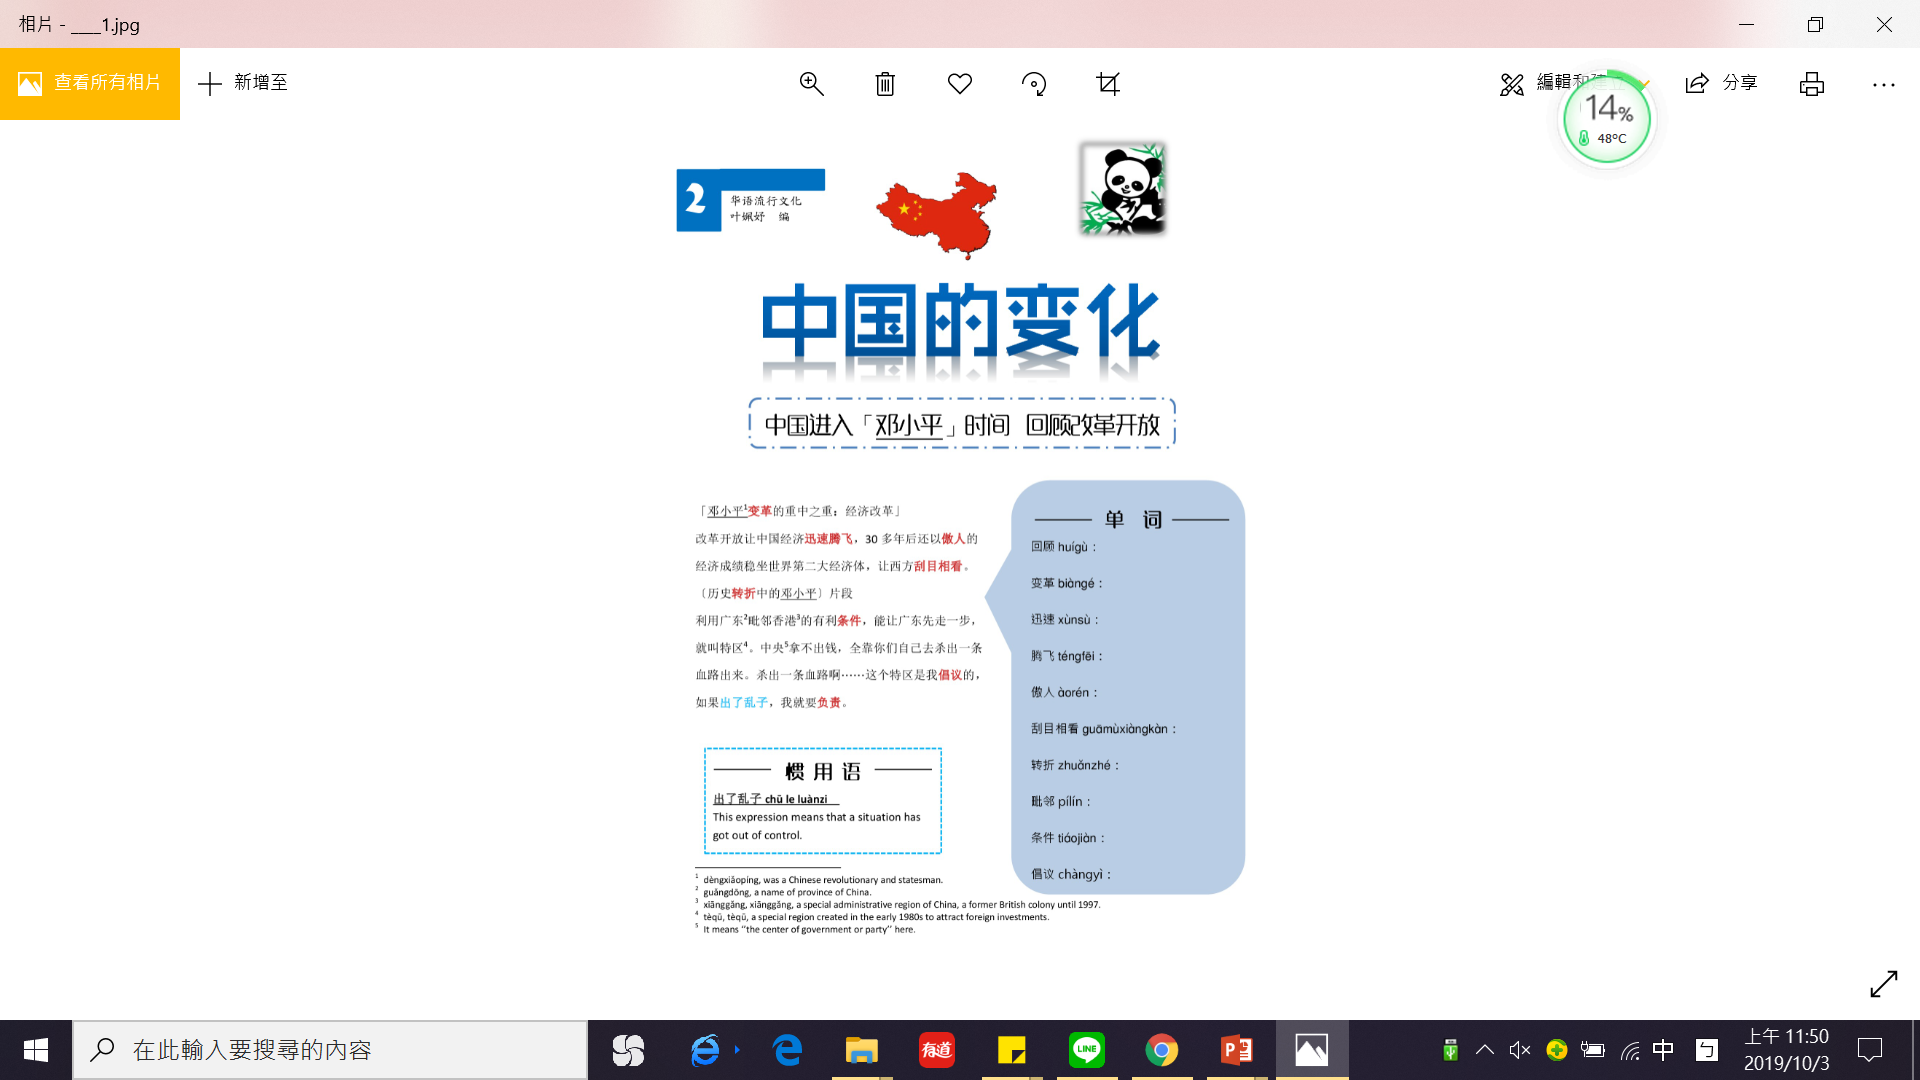 相片 - ___1.jpg
查看所有相片
新增至
編輯和建立
分享
14%
48°C
2
华语流行文化
叶姵妤 编
中国的变化
中国进入「邓小平」时间 回顾改革开放
「邓小平¹变革的重中之重：经济改革」
改革开放让中国经济迅速腾飞，30 多年后还以傲人的
经济成绩稳坐世界第二大经济体，让西方刮目相看。
〔历史转折中的邓小平〕片段
利用广东²毗邻香港³的有利条件，能让广东先走一步，
就叫特区⁴。中央⁵拿不出钱，全靠你们自己去杀出一条
血路出来。杀出一条血路啊……这个特区是我倡议的，
如果出了乱子，我就要负责。
单 词
回顾 huígù：
变革 biàngé：
迅速 xùnsù：
腾飞 téngfēi：
傲人 àorén：
刮目相看 guāmùxiàngkàn：
转折 zhuǎnzhé：
毗邻 pílín：
条件 tiáojiàn：
倡议 chàngyì：
惯用语
出了乱子 chū le luànzi
This expression means that a situation has
got out of control.
1 dèngxiǎopíng, was a Chinese revolutionary and statesman.
2 guǎngdōng, a name of province of China.
3 xiānggǎng, xiānggǎng, a special administrative region of China, a former British colony until 1997.
4 tèqū, tèqū, a special region created in the early 1980s to attract foreign investments.
5 It means "the center of government or party" here.
在此輸入要搜尋的內容
有道
LINE
中
ㄅ
上午 11:50
2019/10/3